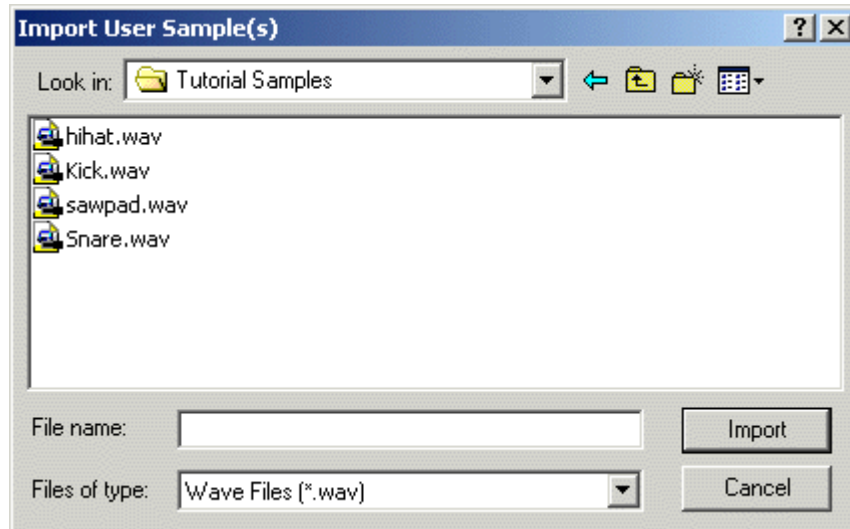 Import User Sample(s)
Look in: Tutorial Samples
hihat.wav
Kick.wav
sawpad.wav
Snare.wav
File name: Import
Files of type: Wave Files (*.wav) Cancel